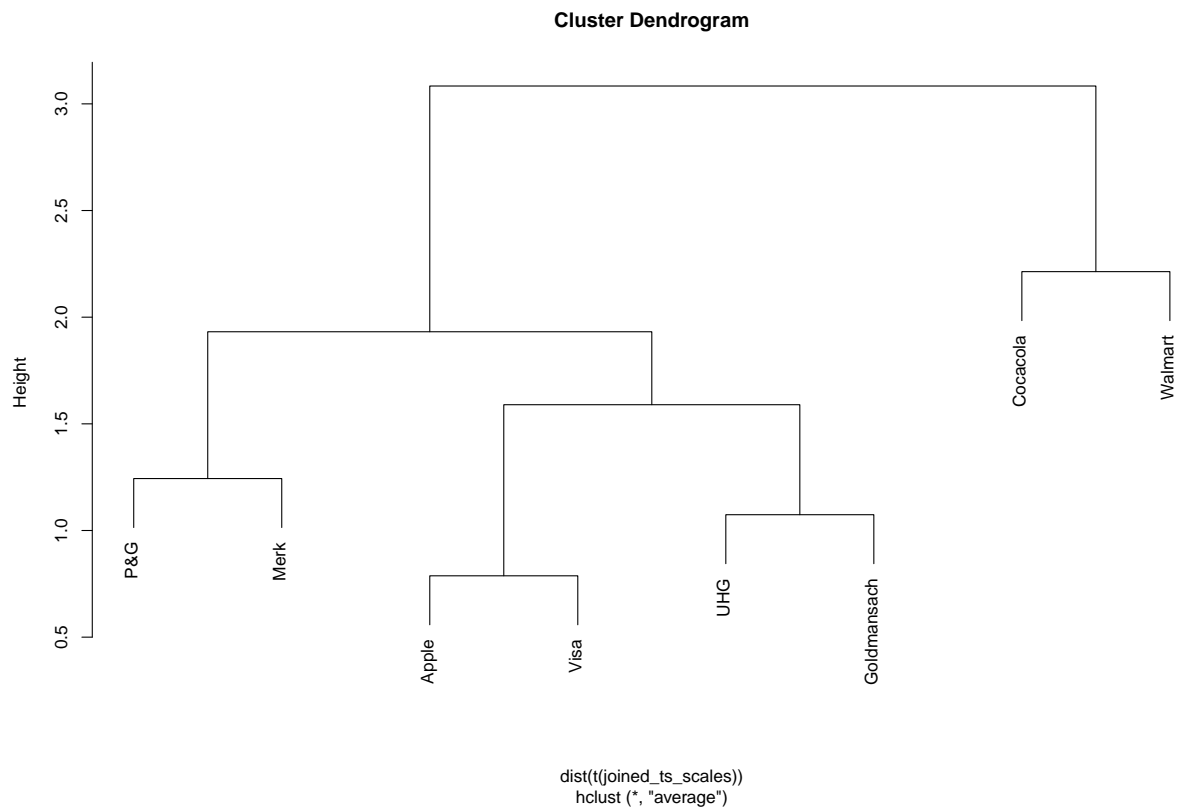 Cluster Dendrogram
Height
3.0
2.5
2.0
1.5
1.0
0.5
P&G
Merk
Apple
Visa
UHG
Goldmansach
Cocacola
Walmart
dist(t(joined_ts_scales))
hclust (*, "average")